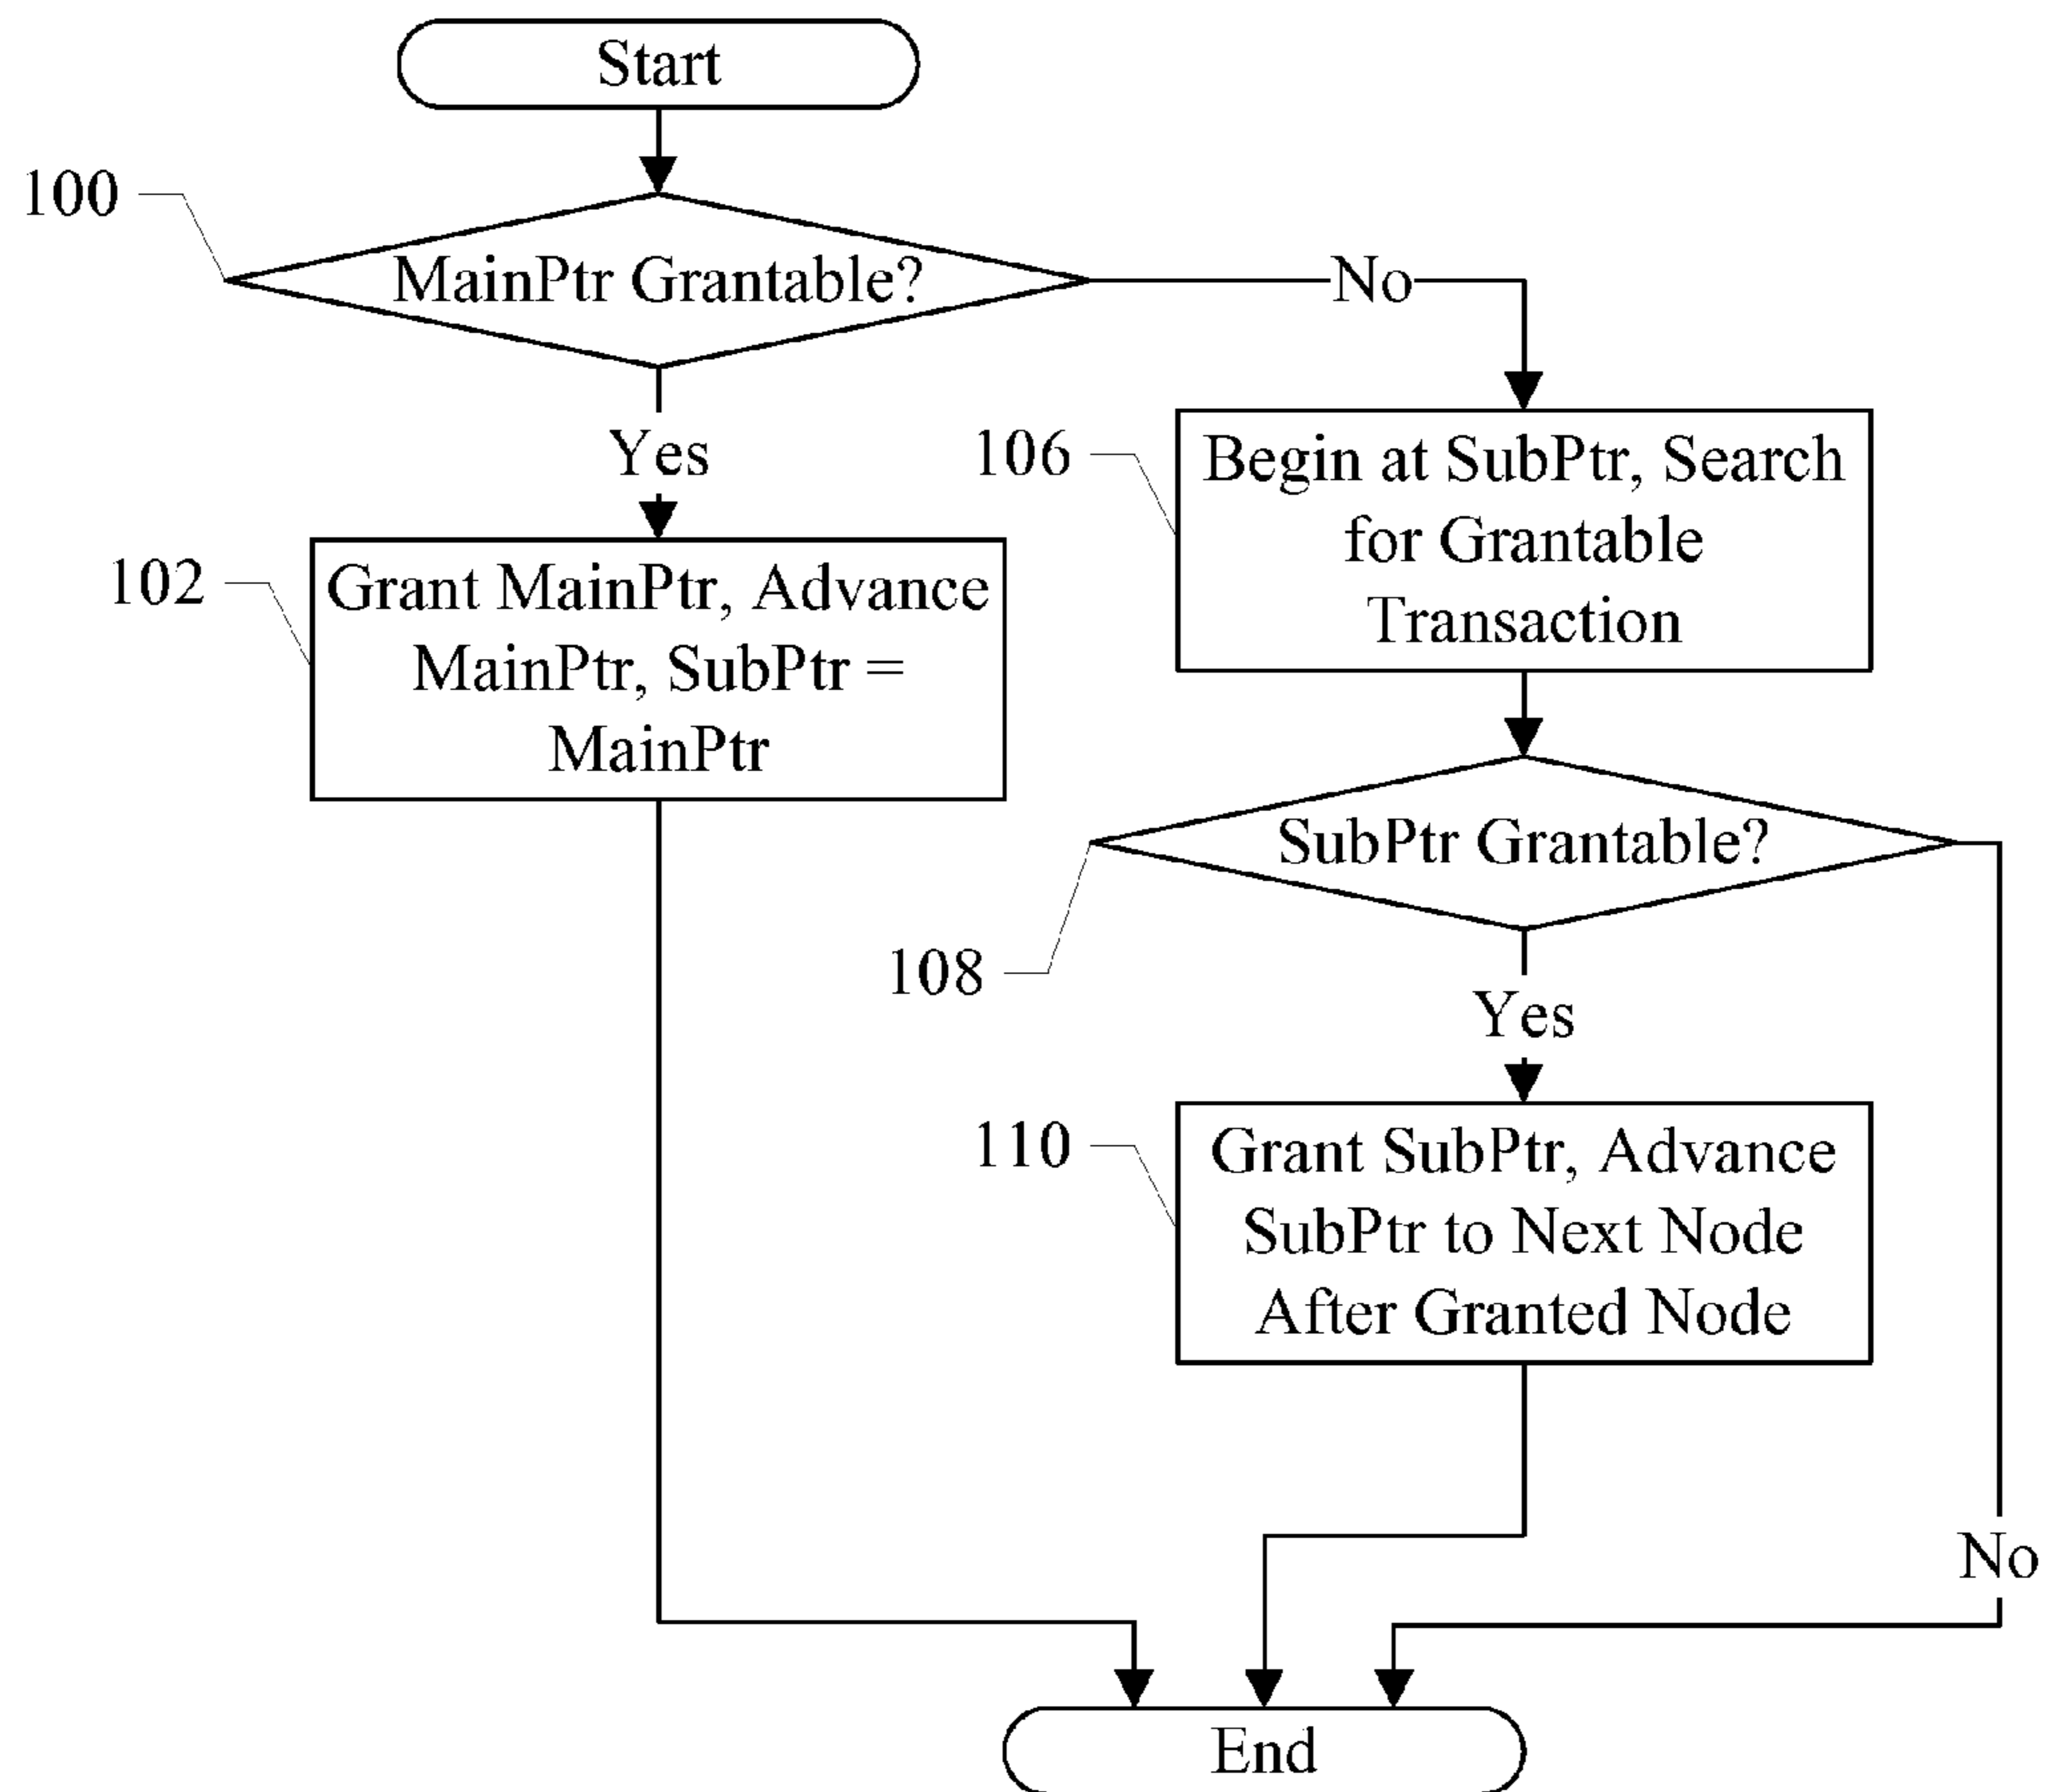 Start
100
MainPtr Grantable?
No
Yes
106
Begin at SubPtr, Search
for Grantable
Transaction
102
Grant MainPtr, Advance
MainPtr, SubPtr =
MainPtr
SubPtr Grantable?
108
Yes
110
Grant SubPtr, Advance
SubPtr to Next Node
After Granted Node
No
End